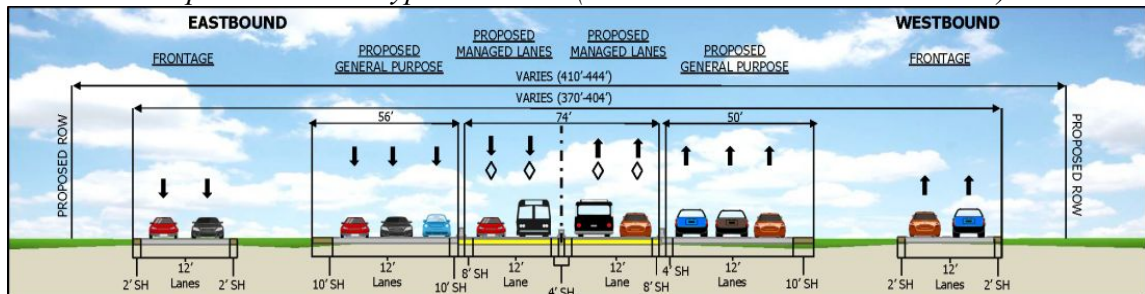 EASTBOUND
WESTBOUND
FRONTAGE
PROPOSED
GENERAL PURPOSE
PROPOSED
MANAGED LANES
PROPOSED
MANAGED LANES
PROPOSED
GENERAL PURPOSE
FRONTAGE
VARIES (410'-444')
VARIES (370'-404')
56'
74'
50'
PROPOSED ROW
PROPOSED ROW
2' SH
12'
Lanes
2' SH
10' SH
12'
Lanes
10' SH
8' SH
12'
Lane
4' SH
12'
Lane
8' SH
4' SH
12'
Lanes
10' SH
2' SH
12'
Lanes
2' SH